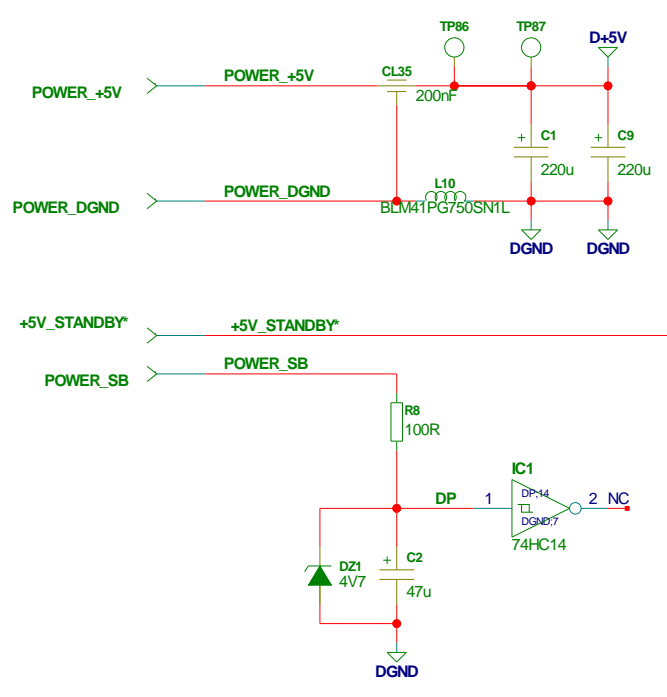 TP86 TP87
D+5V
POWER_+5V
POWER_+5V
CL35
200nF
C1
220u
C9
220u
POWER_DGND
POWER_DGND
L10
BLM41PG750SN1L
DGND
DGND
+5V_STANDBY*
+5V_STANDBY*
POWER_SB
POWER_SB
R8
100R
IC1
DP
1
DP;14
DGND;7
2
NC
74HC14
DZ1
4V7
C2
47u
DGND